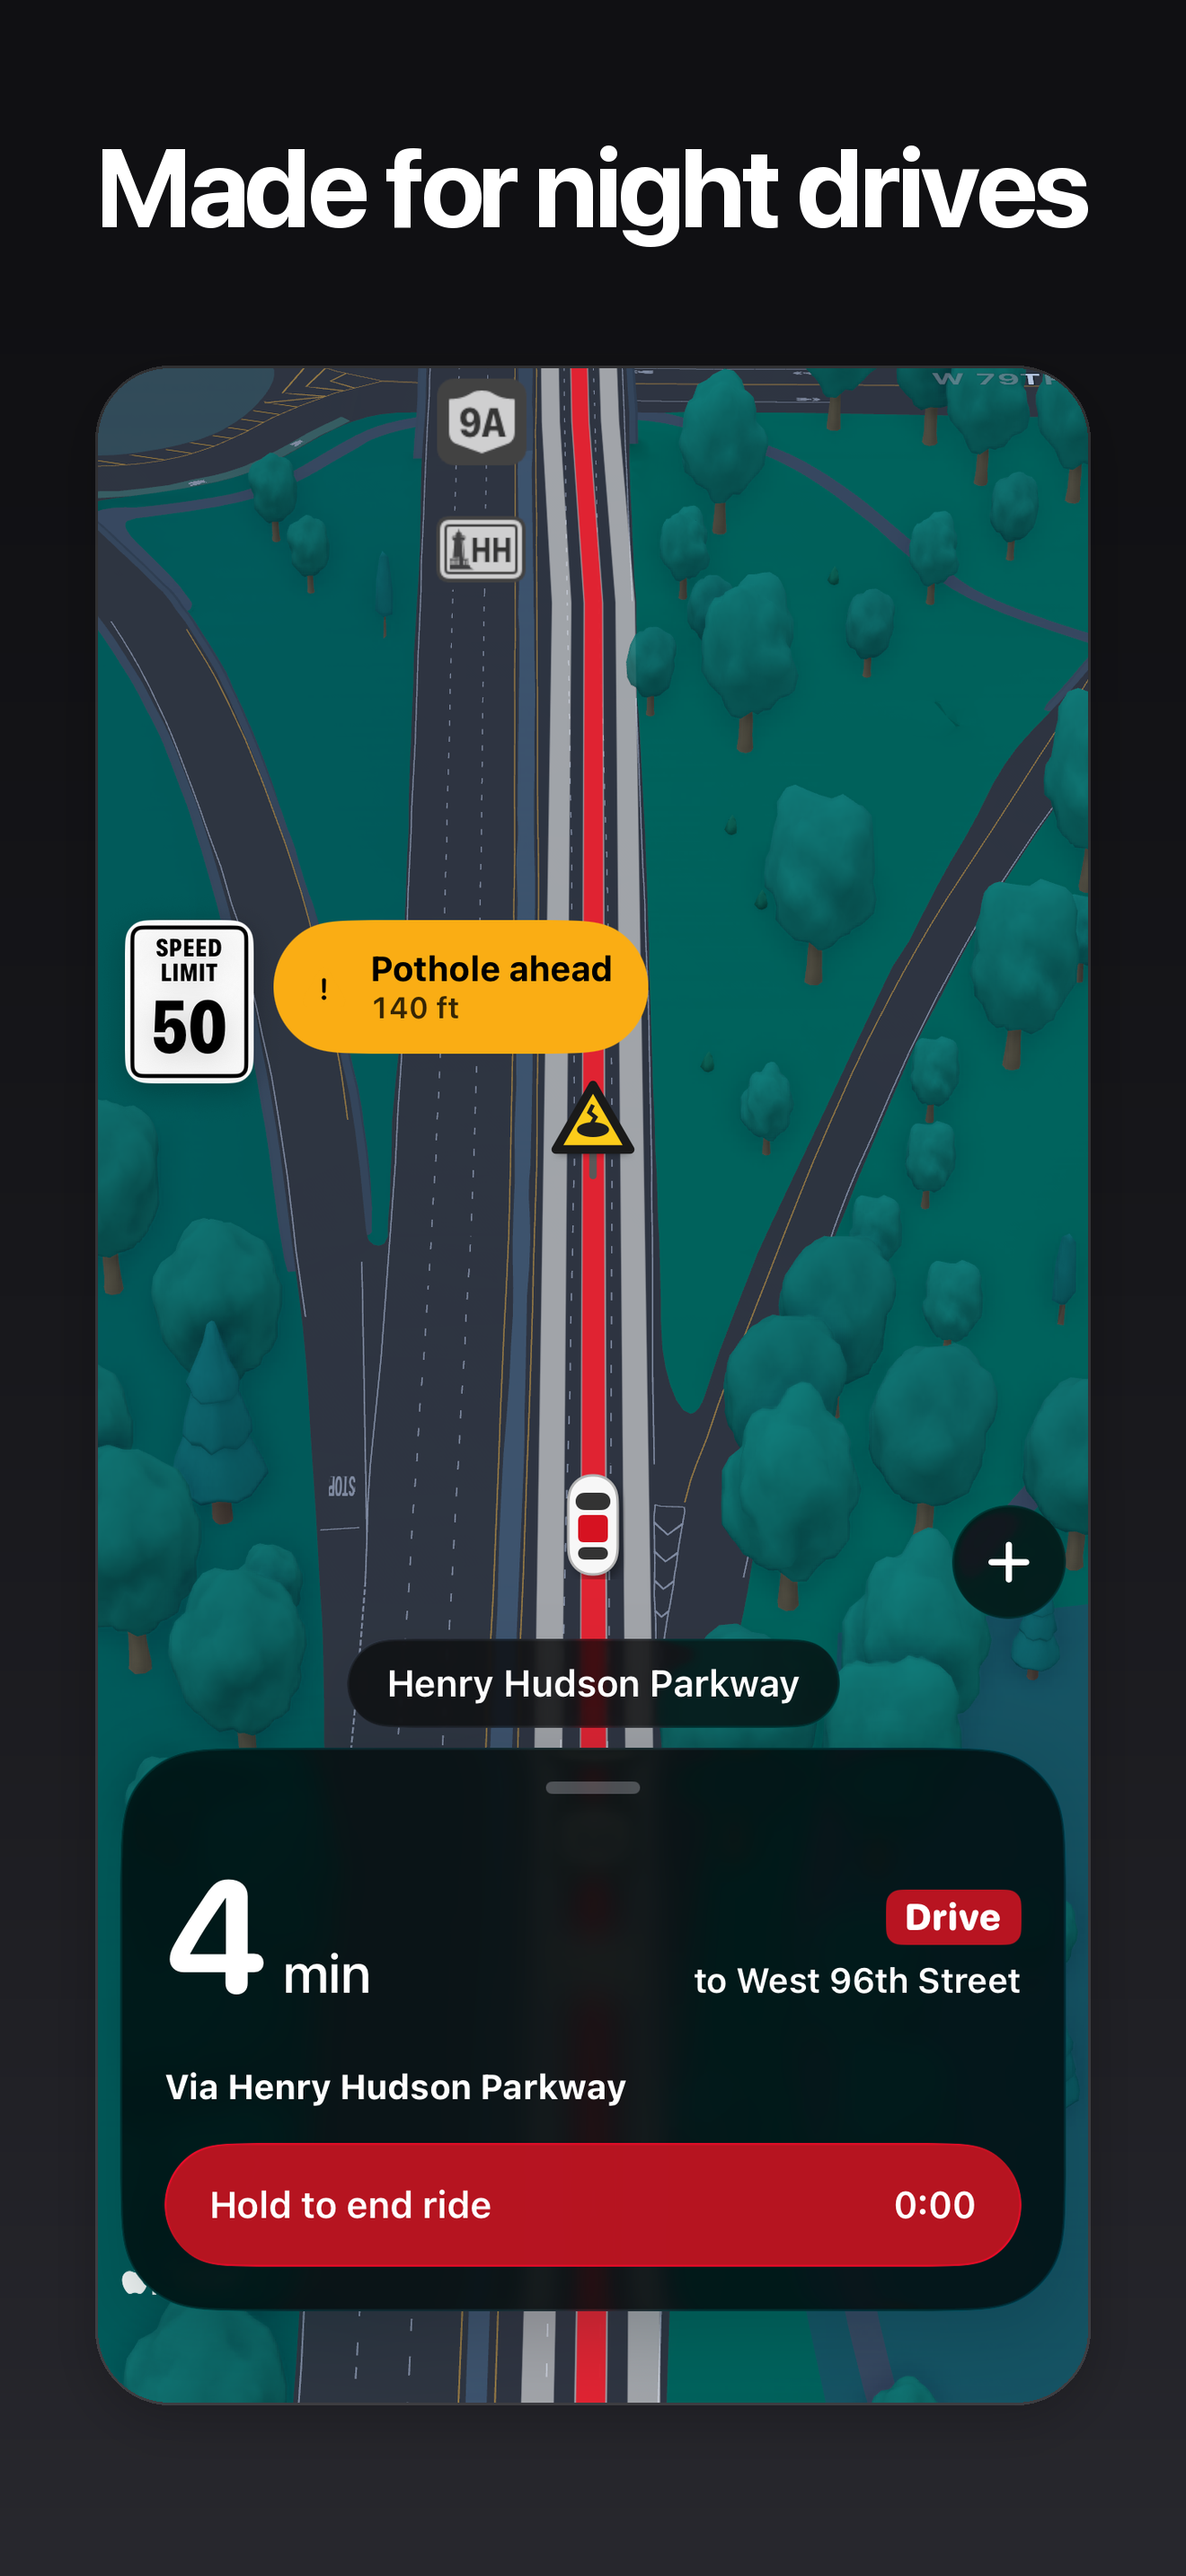 Made for night drives
W 79T
9A
HH
SPEED
LIMIT
50
!
Pothole ahead
140 ft
STOP
+
Henry Hudson Parkway
4 min
Drive
to West 96th Street
Via Henry Hudson Parkway
Hold to end ride
0:00